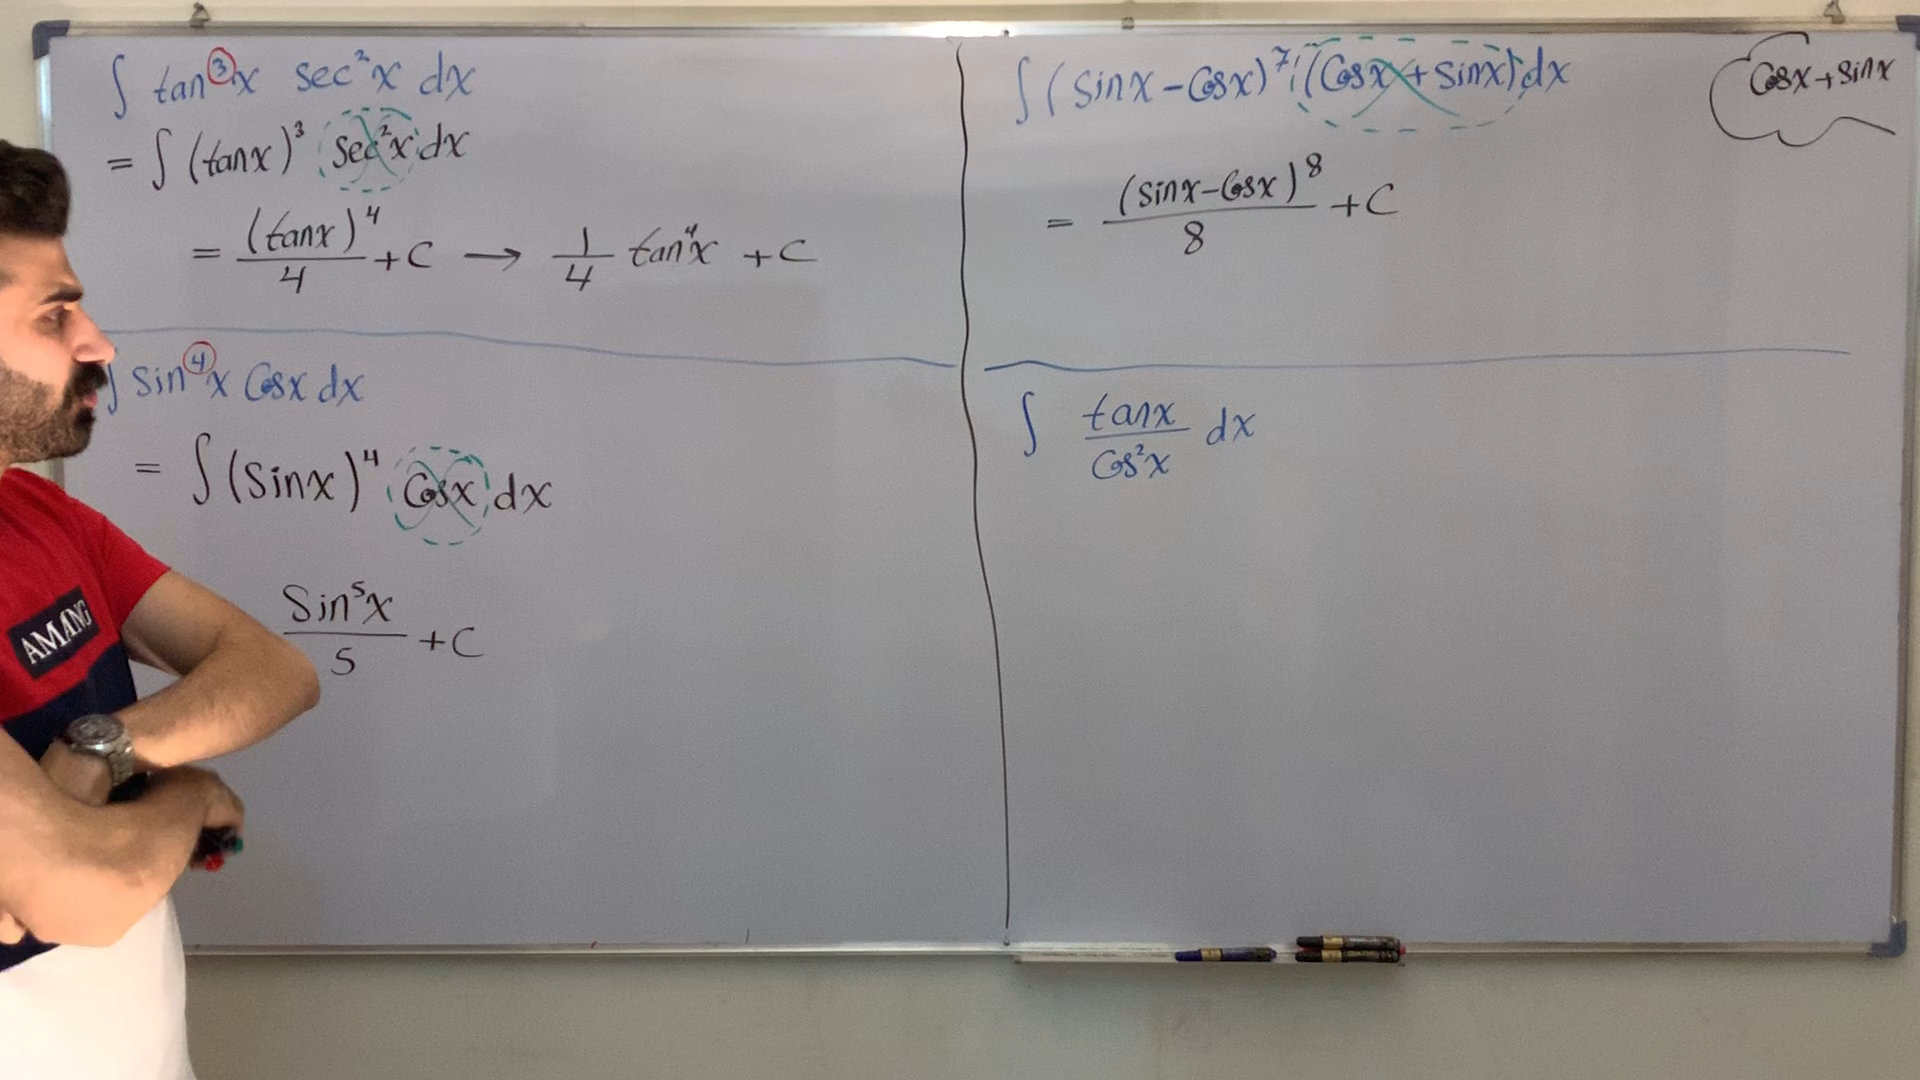 ∫ tan³x sec²x dx
= ∫ (tanx)³ sec²x dx
= (tanx)⁴/4 + C → 1/4 tan⁴x + C
∫ sin⁴x Cosx dx
= ∫ (Sinx)⁴ Cosx dx
Sin⁵x/5 + C
∫ (Sinx - Cosx)⁷ (Cosx + Sinx) dx
Cosx + Sinx
= (Sinx - Cosx)⁸/8 + C
∫ tanx/Cos²x dx
AMANG